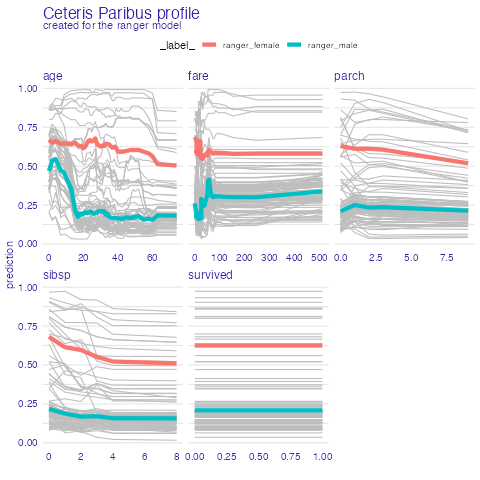 Ceteris Paribus profile
created for the ranger model
_label_ ranger_female ranger_male
age fare parch
1.00
0.75
0.50
0.25
0.00
0 20 40 60 0 100 200 300 400 500 0.0 2.5 5.0 7.5
prediction
sibsp survived
1.00
0.75
0.50
0.25
0.00
0 2 4 6 8 0.00 0.25 0.50 0.75 1.00